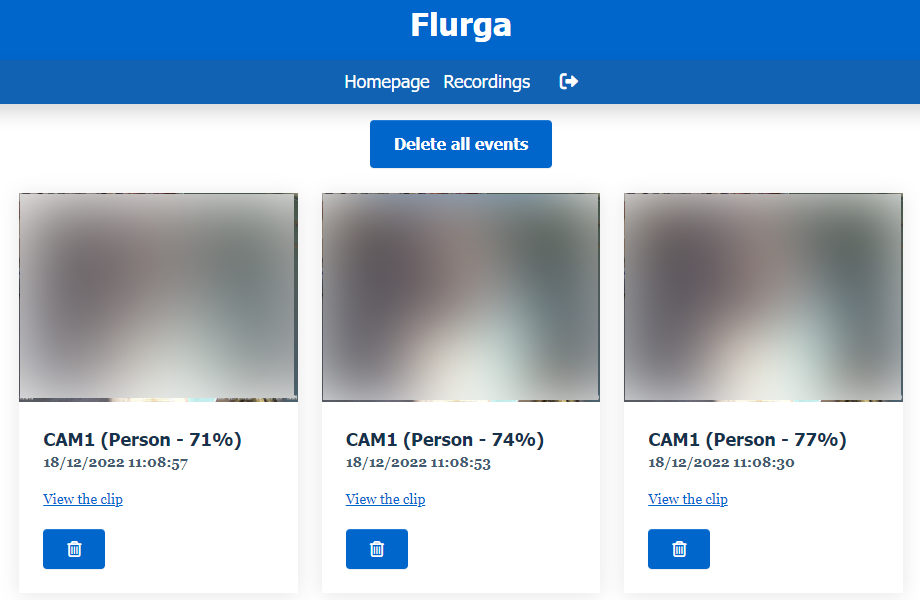 Flurga
Homepage Recordings
Delete all events
CAM1 (Person - 71%)
18/12/2022 11:08:57
View the clip
CAM1 (Person - 74%)
18/12/2022 11:08:53
View the clip
CAM1 (Person - 77%)
18/12/2022 11:08:30
View the clip